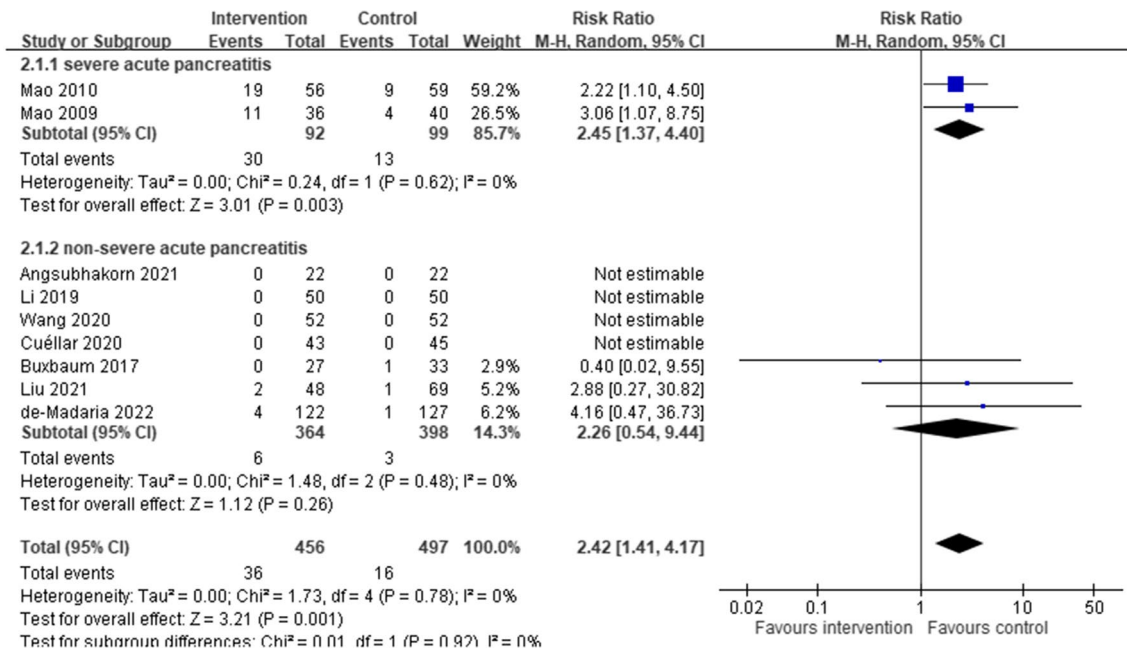 Intervention Control Risk Ratio Risk Ratio
Study or Subgroup Events Total Events Total Weight M-H, Random, 95% CI M-H, Random, 95% CI
2.1.1 severe acute pancreatitis
Mao 2010 19 56 9 59 59.2% 2.22 [1.10, 4.50]
Mao 2009 11 36 4 40 26.5% 3.06 [1.07, 8.75]
Subtotal (95% CI) 92 99 85.7% 2.45 [1.37, 4.40]
Total events 30 13
Heterogeneity: Tau² = 0.00; Chi² = 0.24, df = 1 (P = 0.62); I² = 0%
Test for overall effect: Z = 3.01 (P = 0.003)
2.1.2 non-severe acute pancreatitis
Angsubhakorn 2021 0 22 0 22 Not estimable
Li 2019 0 50 0 50 Not estimable
Wang 2020 0 52 0 52 Not estimable
Cuéllar 2020 0 43 0 45 Not estimable
Buxbaum 2017 0 27 1 33 2.9% 0.40 [0.02, 9.55]
Liu 2021 2 48 1 69 5.2% 2.88 [0.27, 30.82]
de-Madaria 2022 4 122 1 127 6.2% 4.16 [0.47, 36.73]
Subtotal (95% CI) 364 398 14.3% 2.26 [0.54, 9.44]
Total events 6 3
Heterogeneity: Tau² = 0.00; Chi² = 1.48, df = 2 (P = 0.48); I² = 0%
Test for overall effect: Z = 1.12 (P = 0.26)
Total (95% CI) 456 497 100.0% 2.42 [1.41, 4.17]
Total events 36 16
Heterogeneity: Tau² = 0.00; Chi² = 1.73, df = 4 (P = 0.78); I² = 0%
Test for overall effect: Z = 3.21 (P = 0.001)
Test for subgroup differences: Chi² = 0.01, df = 1 (P = 0.92), I² = 0%
0.02 0.1 1 10 50
Favours intervention Favours control